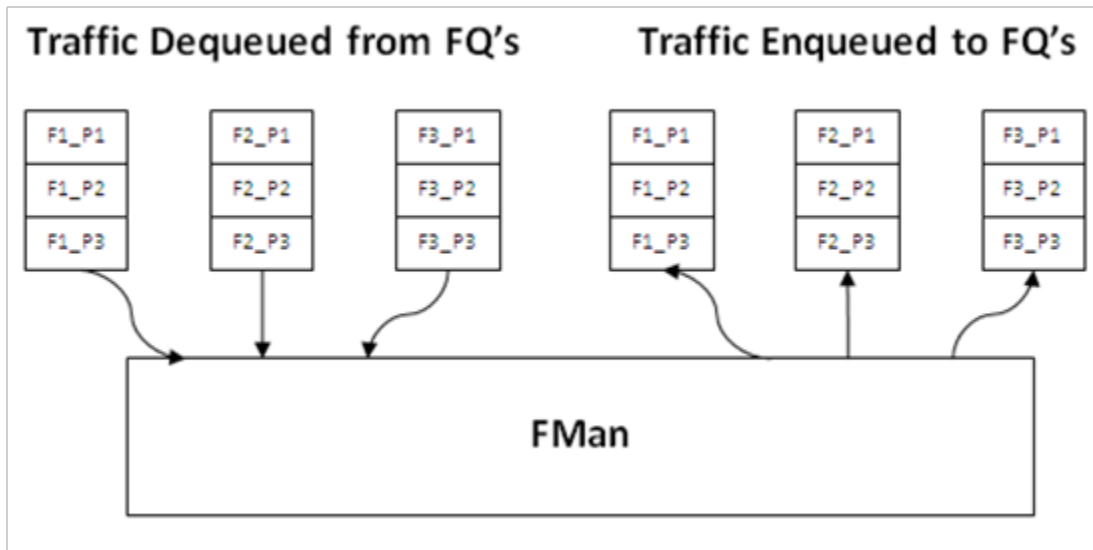 Traffic Dequeued from FQ's
Traffic Enqueued to FQ's
F1_P1
F1_P2
F1_P3
F2_P1
F2_P2
F2_P3
F3_P1
F3_P2
F3_P3
F1_P1
F1_P2
F1_P3
F2_P1
F2_P2
F2_P3
F3_P1
F3_P2
F3_P3
FMan